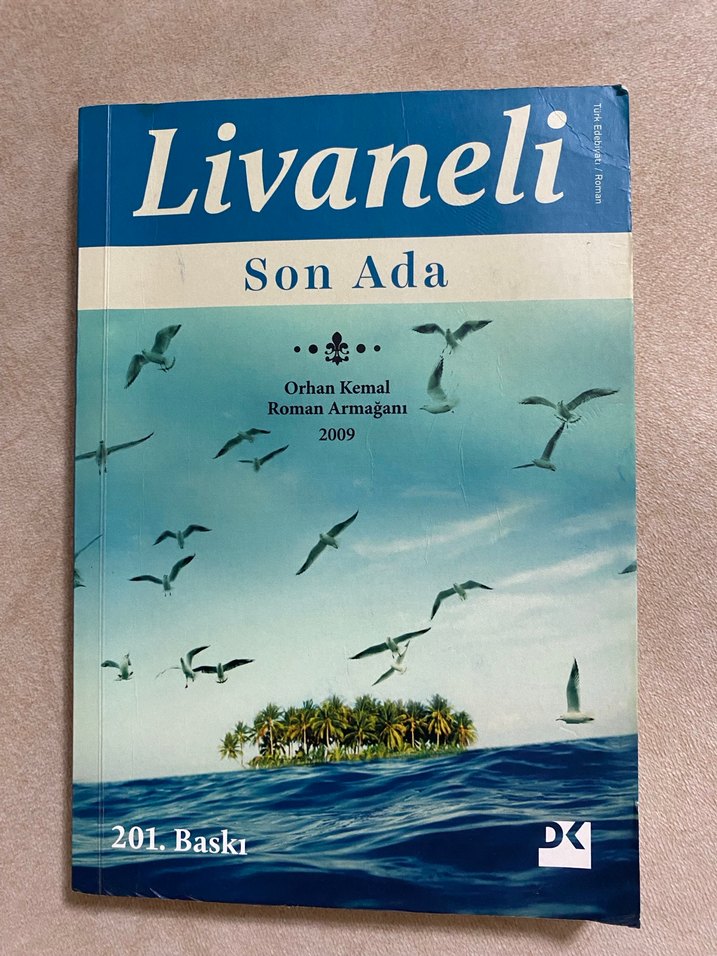 Livaneli
Türk Edebiyatı / Roman
Son Ada
Orhan Kemal
Roman Armağanı
2009
201. Baskı
DK